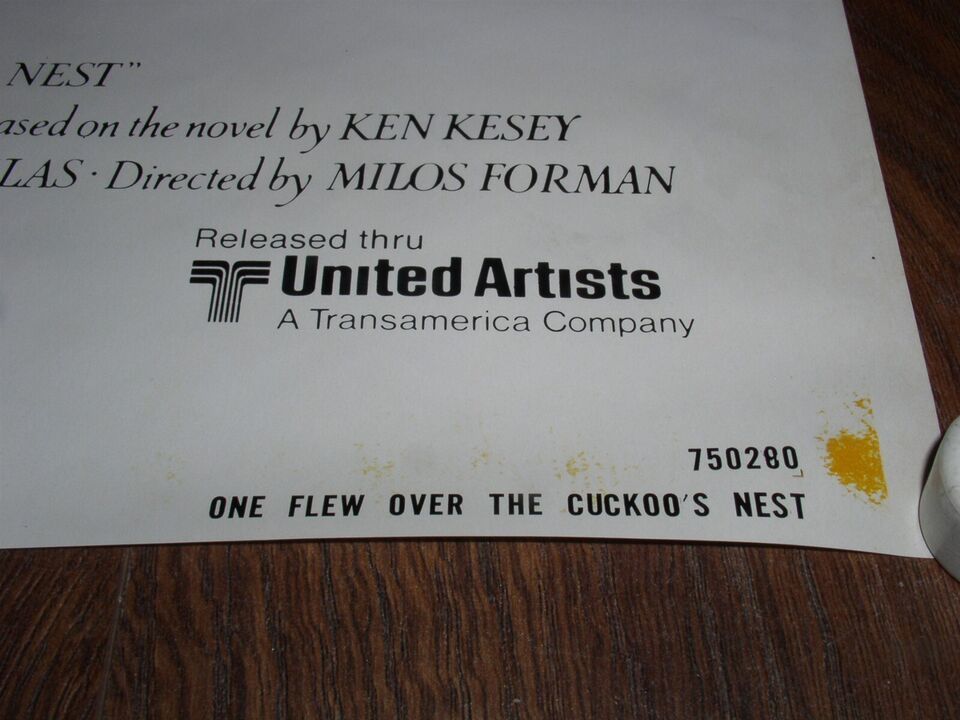 NEST”
ased on the novel by KEN KESEY
LAS · Directed by MILOS FORMAN
Released thru
United Artists
A Transamerica Company
750280
ONE FLEW OVER THE CUCKOO'S NEST